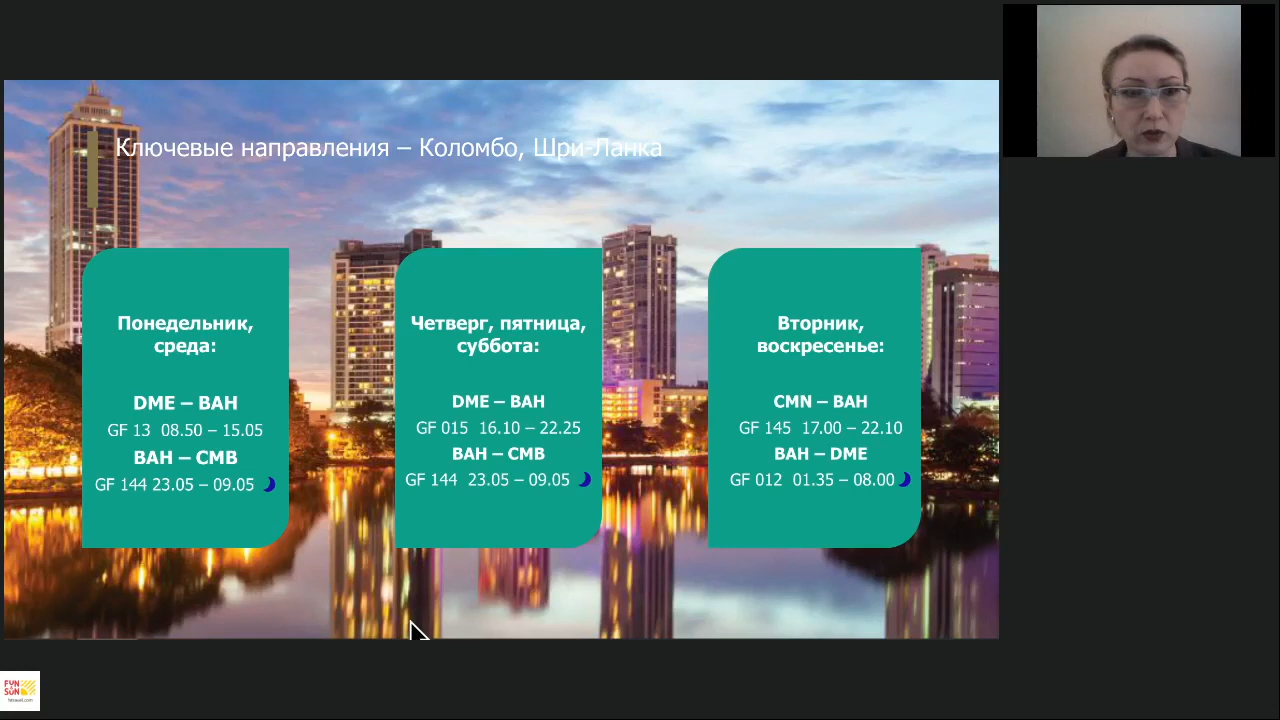 Ключевые направления – Коломбо, Шри-Ланка
Понедельник,
среда:
DME – BAH
GF 13 08.50 – 15.05
BAH – CMB
GF 144 23.05 – 09.05
Четверг, пятница,
суббота:
DME – BAH
GF 015 16.10 – 22.25
BAH – CMB
GF 144 23.05 – 09.05
Вторник,
воскресенье:
CMN – BAH
GF 145 17.00 – 22.10
BAH – DME
GF 012 01.35 – 08.00
FUN
SUN